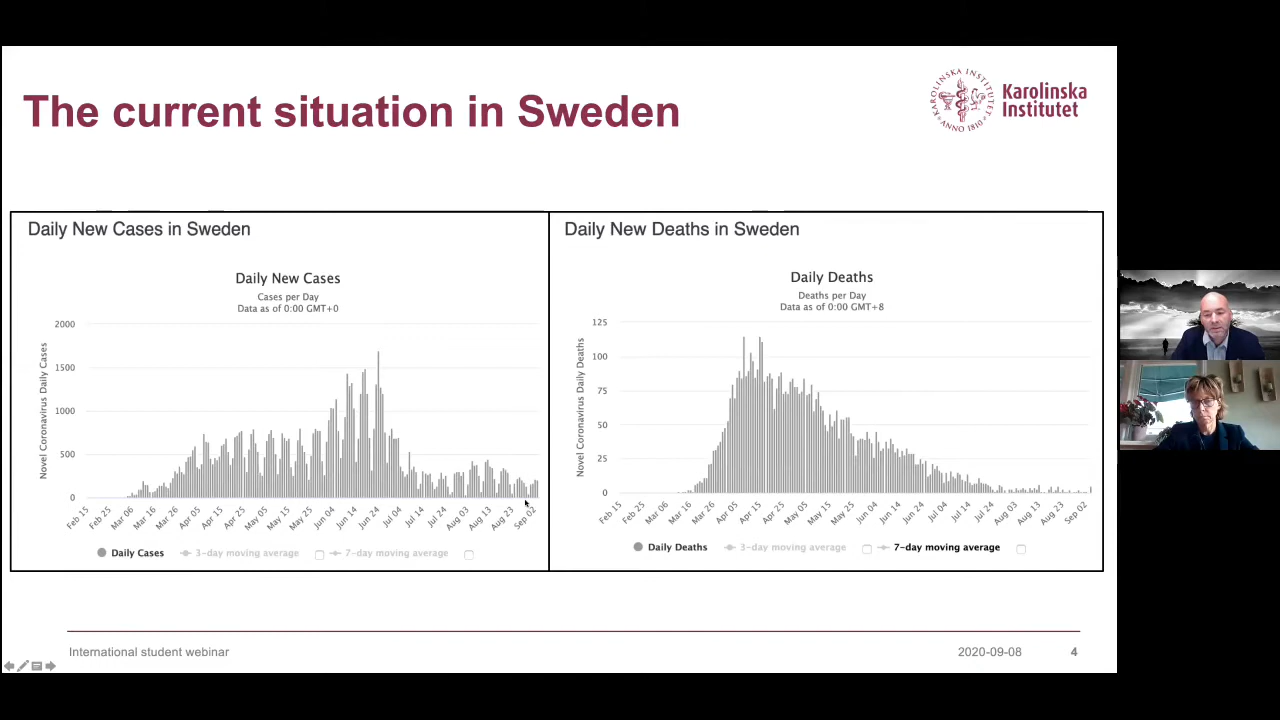 The current situation in Sweden
KAROLINSKA INSTITUTET
ANNO 1810
Karolinska
Institutet
Daily New Cases in Sweden
Daily New Cases
Cases per Day
Data as of 0:00 GMT+0
Novel Coronavirus Daily Cases
2000
1500
1000
500
0
Feb 15
Feb 25
Mar 06
Mar 16
Mar 26
Apr 05
Apr 15
Apr 25
May 05
May 15
May 25
Jun 04
Jun 14
Jun 24
Jul 04
Jul 14
Jul 24
Aug 03
Aug 13
Aug 23
Sep 02
Daily Cases
3-day moving average
7-day moving average
Daily New Deaths in Sweden
Daily Deaths
Deaths per Day
Data as of 0:00 GMT+8
Novel Coronavirus Daily Deaths
125
100
75
50
25
0
Feb 15
Feb 25
Mar 06
Mar 16
Mar 26
Apr 05
Apr 15
Apr 25
May 05
May 15
May 25
Jun 04
Jun 14
Jun 24
Jul 04
Jul 14
Jul 24
Aug 03
Aug 13
Aug 23
Sep 02
Daily Deaths
3-day moving average
7-day moving average
International student webinar
2020-09-08
4